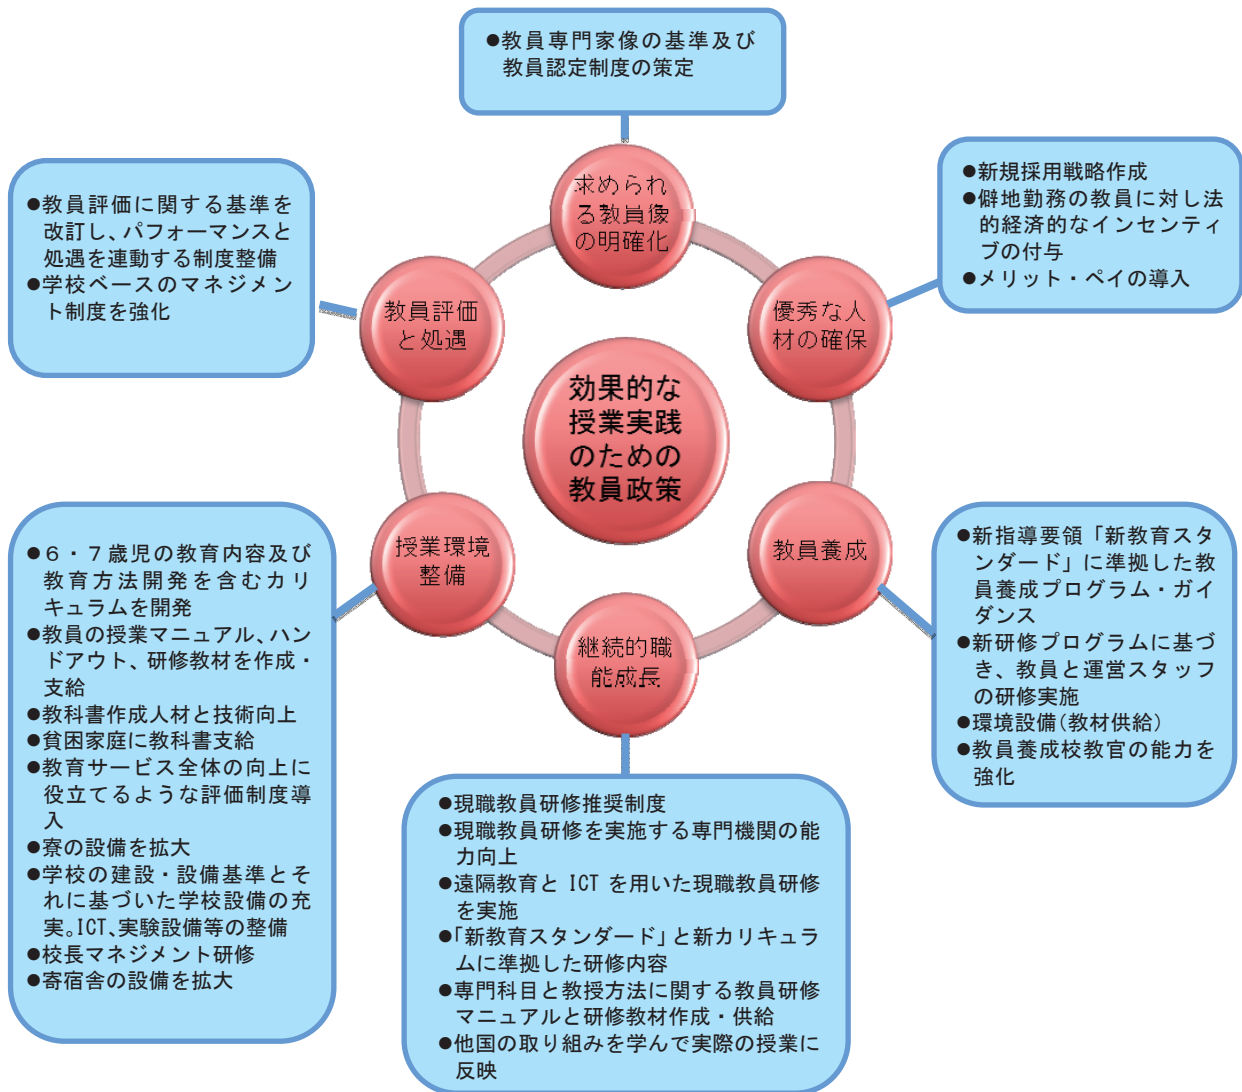 ●教員専門家像の基準及び
教員認定制度の策定
求められ
る教員像
の明確化
●新規採用戦略作成
●僻地勤務の教員に対し法
的経済的なインセンティ
ブの付与
●メリット・ペイの導入
優秀な人
材の確保
●教員評価に関する基準を
改訂し、パフォーマンスと
処遇を連動する制度整備
●学校ベースのマネジメン
ト制度を強化
教員評価
と処遇
効果的な
授業実践
のための
教員政策
授業環境
整備
教員養成
継続的職
能成長
●新指導要領「新教育スタ
ンダード」に準拠した教
員養成プログラム・ガイ
ダンス
●新研修プログラムに基づ
き、教員と運営スタッフ
の研修実施
●環境設備(教材供給)
●教員養成校教官の能力を
強化
●6・7歳児の教育内容及び
教育方法開発を含むカリ
キュラムを開発
●教員の授業マニュアル、ハン
ドアウト、研修教材を作成・
支給
●教科書作成人材と技術向上
●貧困家庭に教科書支給
●教育サービス全体の向上に
役立てるような評価制度導
入
●寮の設備を拡大
●学校の建設・設備基準とそ
れに基づいた学校設備の充
実。ICT、実験設備等の整備
●校長マネジメント研修
●寄宿舎の設備を拡大
●現職教員研修推奨制度
●現職教員研修を実施する専門機関の能
力向上
●遠隔教育と ICT を用いた現職教員研修
を実施
●「新教育スタンダード」と新カリキュラ
ムに準拠した研修内容
●専門科目と教授方法に関する教員研修
マニュアルと研修教材作成・供給
●他国の取り組みを学んで実際の授業に
反映